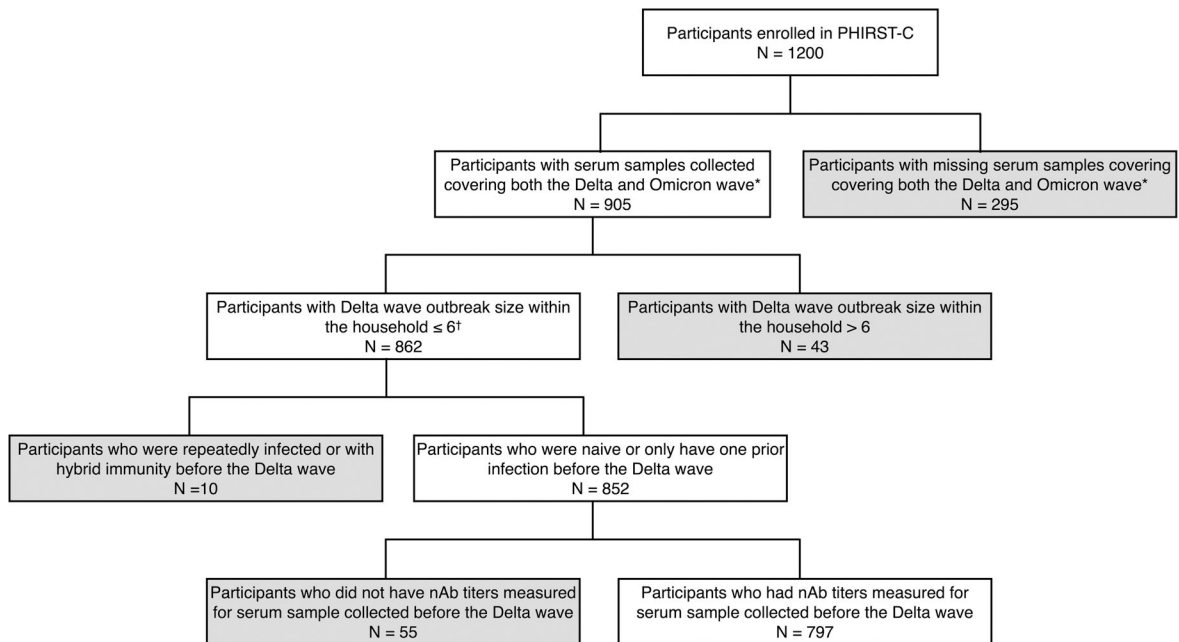 Participants enrolled in PHIRST-C
N = 1200
Participants with serum samples collected
covering both the Delta and Omicron wave*
N = 905
Participants with missing serum samples covering
covering both the Delta and Omicron wave*
N = 295
Participants with Delta wave outbreak size within
the household ≤ 6†
N = 862
Participants with Delta wave outbreak size within
the household > 6
N = 43
Participants who were repeatedly infected or with
hybrid immunity before the Delta wave
N =10
Participants who were naive or only have one prior
infection before the Delta wave
N = 852
Participants who did not have nAb titers measured
for serum sample collected before the Delta wave
N = 55
Participants who had nAb titers measured for
serum sample collected before the Delta wave
N = 797